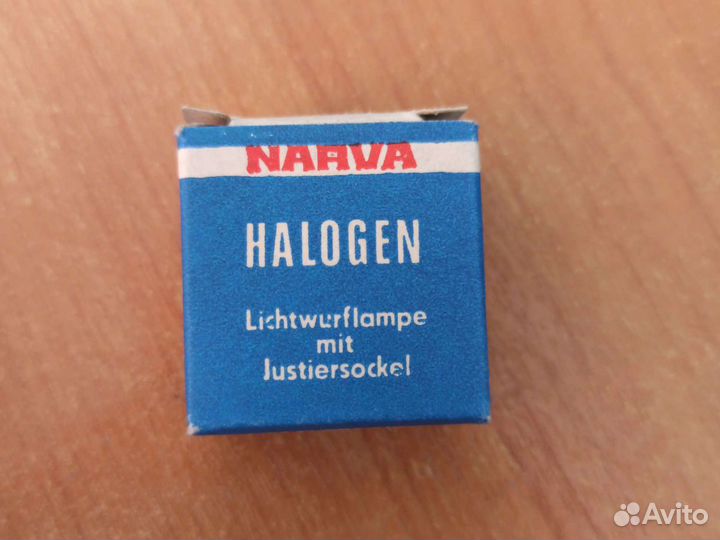 NARVA
HALOGEN
Lichtwurflampe
mit
Justiersockel
Avito